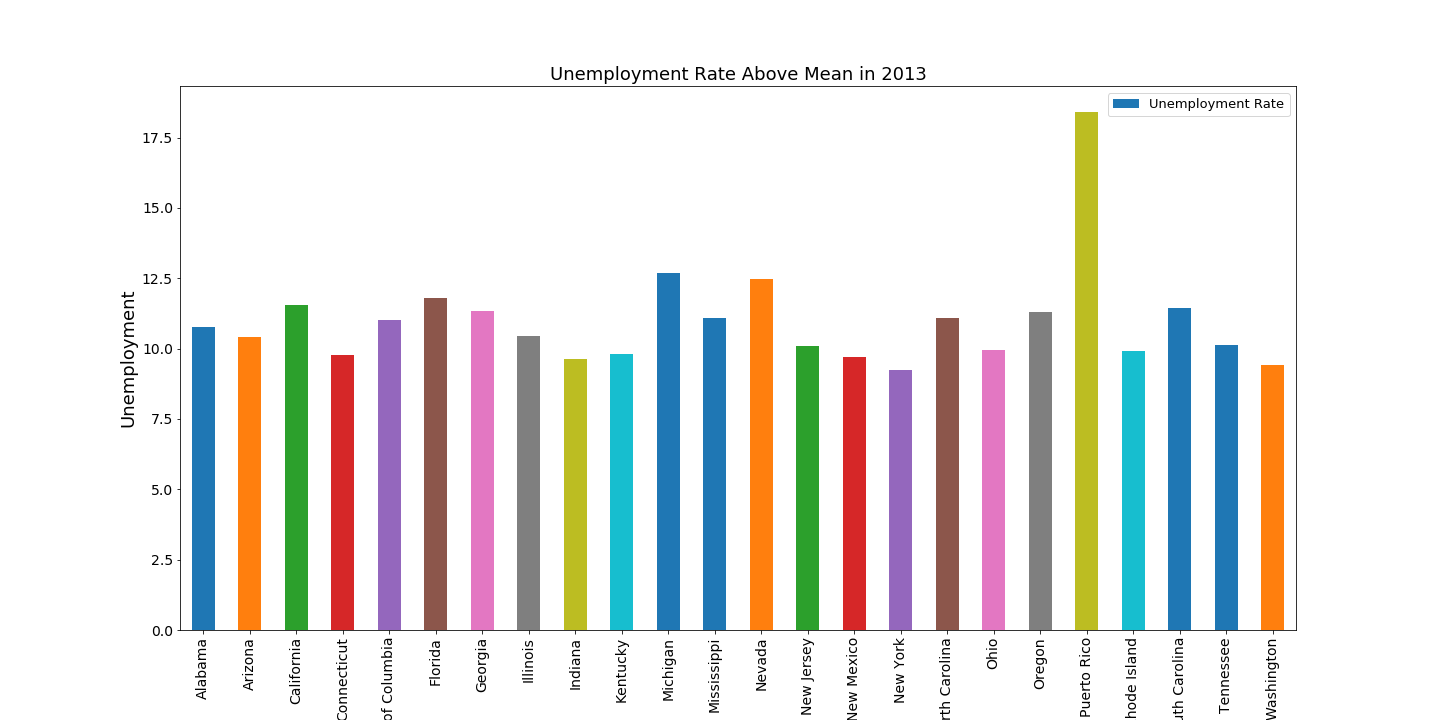 Unemployment Rate Above Mean in 2013
Unemployment Rate
17.5
15.0
12.5
10.0
7.5
5.0
2.5
0.0
Unemployment
Alabama
Arizona
California
Connecticut
of Columbia
Florida
Georgia
Illinois
Indiana
Kentucky
Michigan
Mississippi
Nevada
New Jersey
New Mexico
New York
rth Carolina
Ohio
Oregon
Puerto Rico
hode Island
uth Carolina
Tennessee
Washington